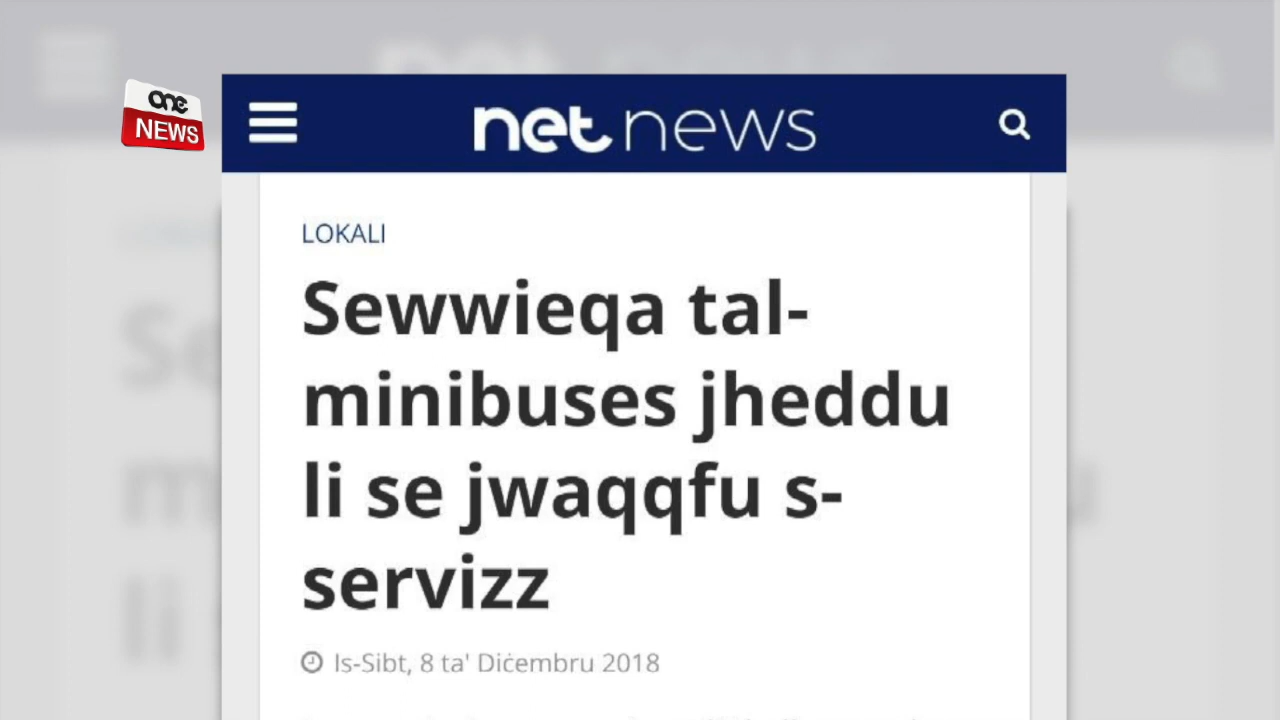 one
NEWS
net news
LOKALI
Sewwieqa tal-
minibuses jheddu
li se jwaqqfu s-
servizz
Is-Sibt, 8 ta' Diċembru 2018